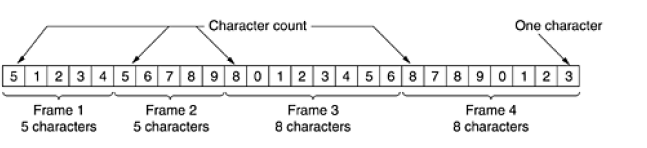 Character count
One character
5 1 2 3 4 5 6 7 8 9 8 0 1 2 3 4 5 6 8 7 8 9 0 1 2 3
Frame 1
5 characters
Frame 2
5 characters
Frame 3
8 characters
Frame 4
8 characters